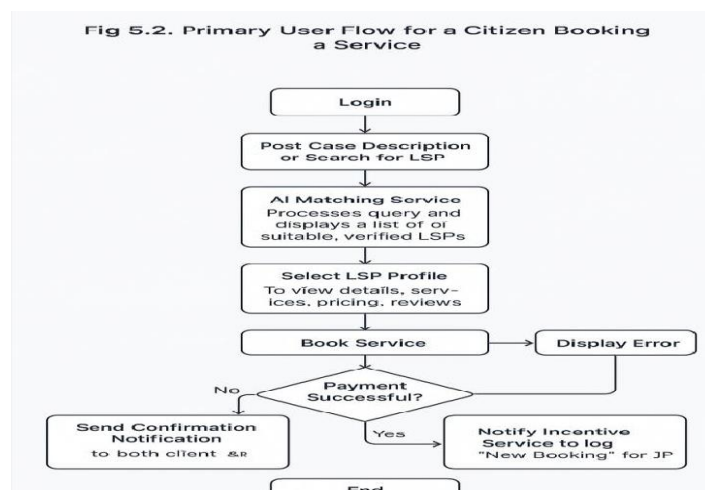 Fig 5.2. Primary User Flow for a Citizen Booking
a Service
Login
Post Case Description
or Search for LSP
AI Matching Service
Processes query and
displays a list of of
suitable, verified LSPs
Select LSP Profile
To view details, serv-
ices, pricing, reviews
Book Service
Display Error
Payment
Successful?
No
Yes
Send Confirmation
Notification
to both client &R
Notify Incentive
Service to log
"New Booking" for JP
End